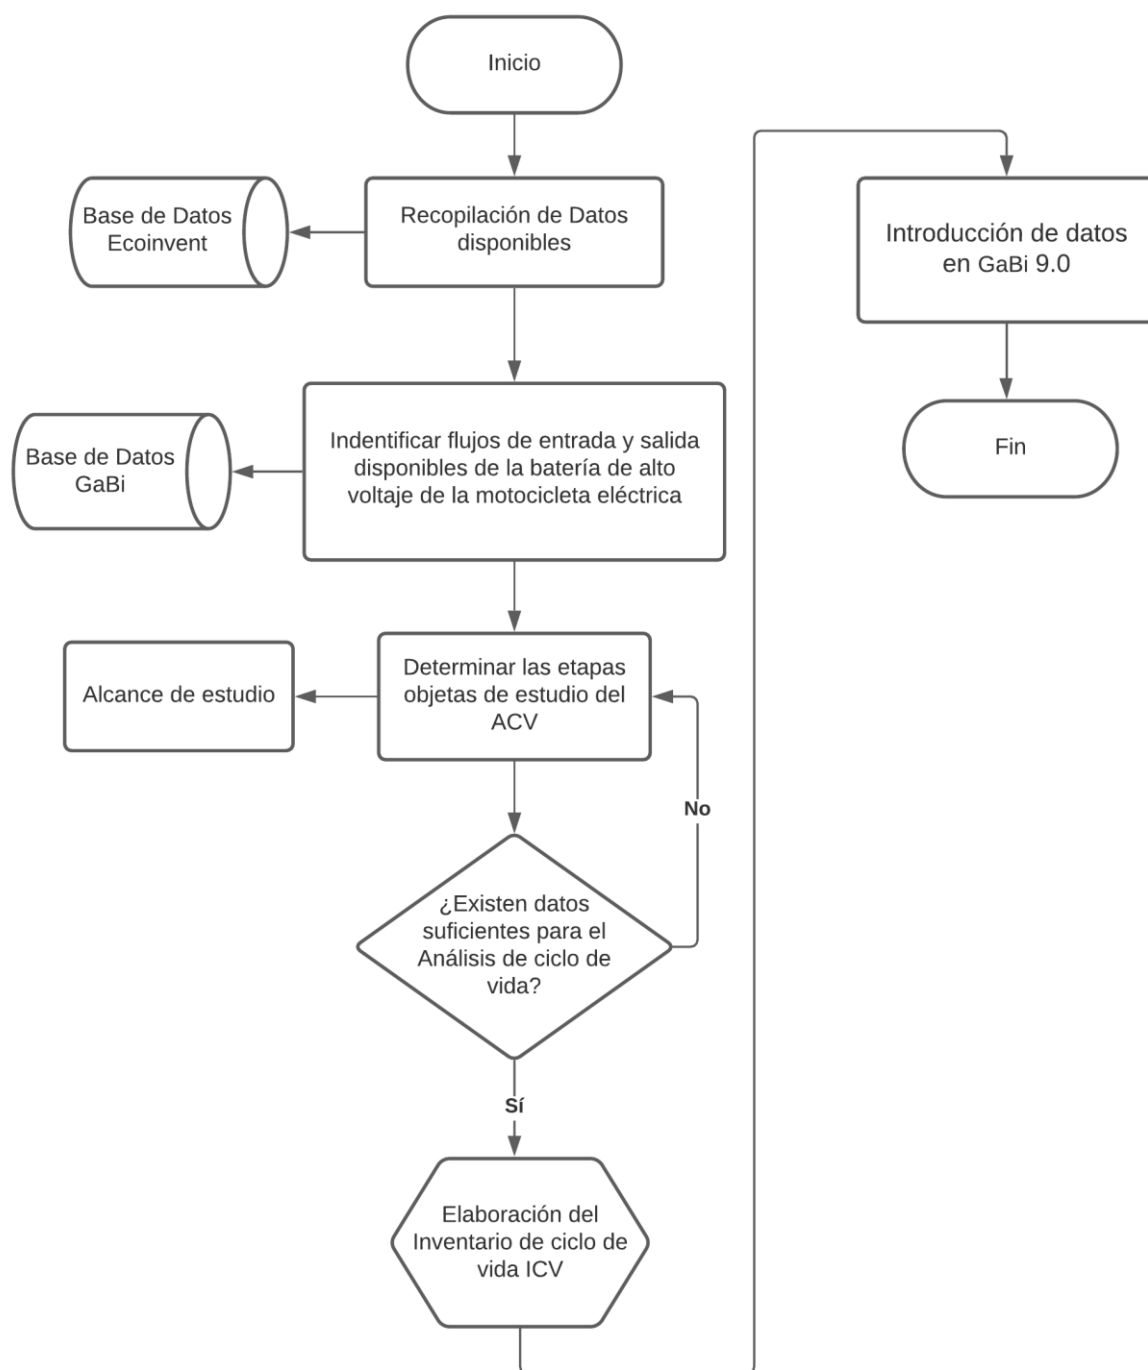 Inicio
Recopilación de Datos
disponibles
Base de Datos
Ecoinvent
Indentificar flujos de entrada y salida
disponibles de la batería de alto
voltaje de la motocicleta eléctrica
Base de Datos
GaBi
Determinar las etapas
objetas de estudio del
ACV
Alcance de estudio
No
¿Existen datos
suficientes para el
Análisis de ciclo de
vida?
Sí
Elaboración del
Inventario de ciclo de
vida ICV
Introducción de datos
en GaBi 9.0
Fin